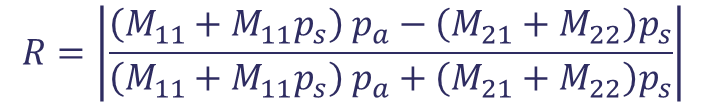 R = |((M₁₁ + M₁₁pₛ) pₐ − (M₂₁ + M₂₂)pₛ) / ((M₁₁ + M₁₁pₛ) pₐ + (M₂₁ + M₂₂)pₛ)|